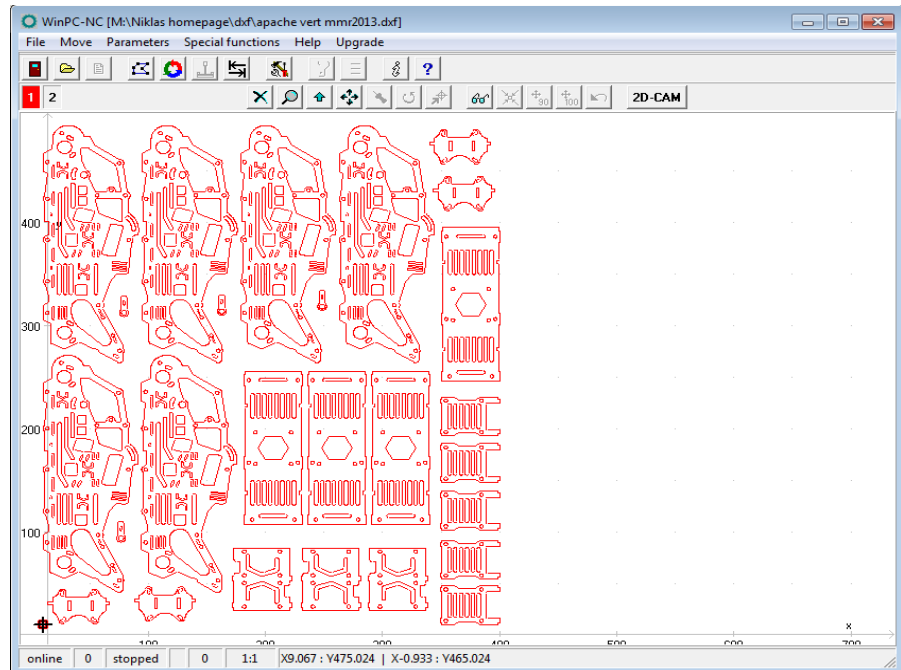 WinPC-NC [M:\Niklas homepage\dxf\apache vert mmr2013.dxf]
File Move Parameters Special functions Help Upgrade
?
1 2 90 100 2D-CAM
400
y
300
200
100
x
100 200 300 400 500 600 700
online 0 stopped 0 1:1 X9.067 : Y475.024 | X-0.933 : Y465.024